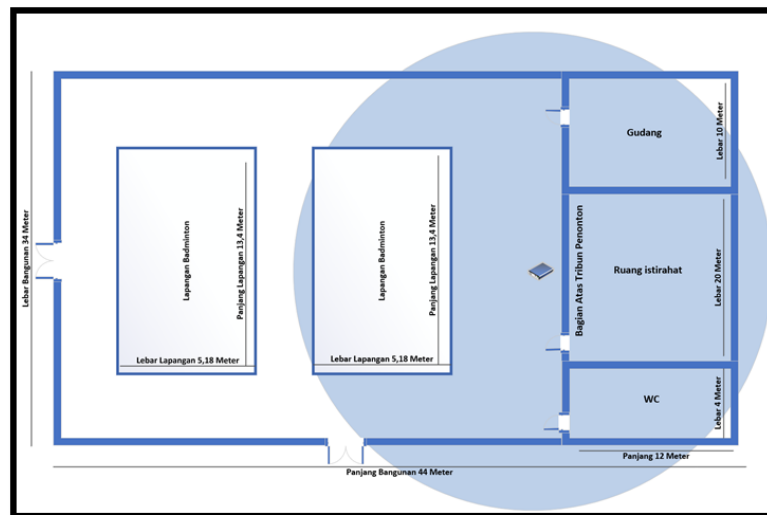 Lebar Bangunan 34 Meter
Lapangan Badminton
Panjang Lapangan 13,4 Meter
Lebar Lapangan 5,18 Meter
Lapangan Badminton
Panjang Lapangan 13,4 Meter
Lebar Lapangan 5,18 Meter
Bagian Atas Tribun Penonton
Gudang
Lebar 10 Meter
Ruang istirahat
Lebar 20 Meter
WC
Lebar 4 Meter
Panjang 12 Meter
Panjang Bangunan 44 Meter